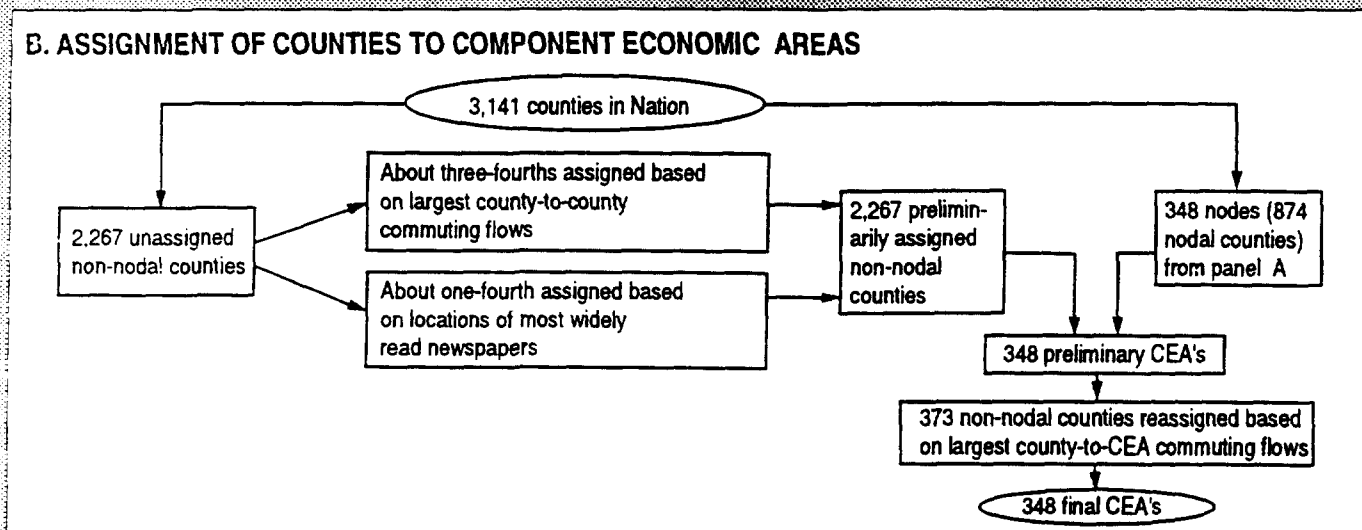 B. ASSIGNMENT OF COUNTIES TO COMPONENT ECONOMIC AREAS
3,141 counties in Nation
2,267 unassigned
non-nodal counties
About three-fourths assigned based
on largest county-to-county
commuting flows
About one-fourth assigned based
on locations of most widely
read newspapers
2,267 prelimin-
arily assigned
non-nodal
counties
348 nodes (874
nodal counties)
from panel A
348 preliminary CEA's
373 non-nodal counties reassigned based
on largest county-to-CEA commuting flows
348 final CEA's